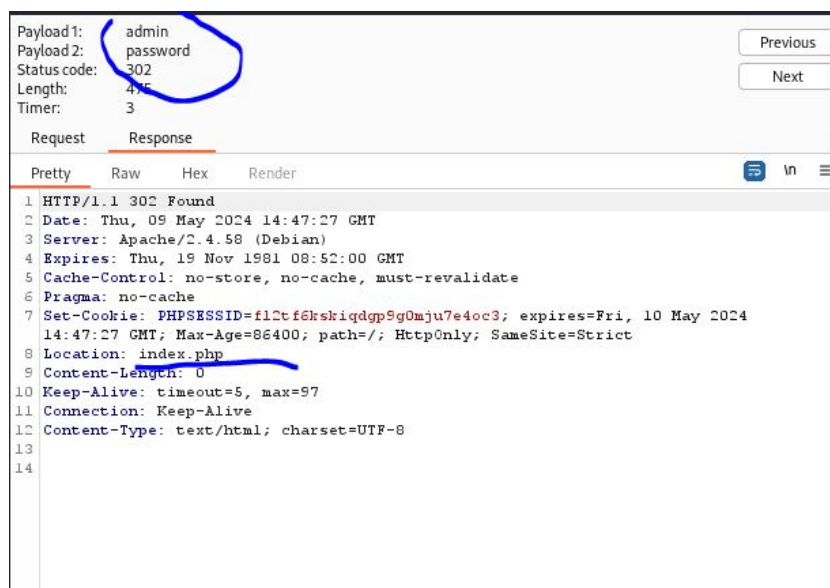 Payload 1: admin
Payload 2: password
Status code: 302
Length: 475
Timer: 3
Previous
Next
Request Response
Pretty Raw Hex Render \n
1 HTTP/1.1 302 Found
2 Date: Thu, 09 May 2024 14:47:27 GMT
3 Server: Apache/2.4.58 (Debian)
4 Expires: Thu, 19 Nov 1981 08:52:00 GMT
5 Cache-Control: no-store, no-cache, must-revalidate
6 Pragma: no-cache
7 Set-Cookie: PHPSESSID=fl2tf6kskiqdgp9g0mju7e4oc3; expires=Fri, 10 May 2024
14:47:27 GMT; Max-Age=86400; path=/; HttpOnly; SameSite=Strict
8 Location: index.php
9 Content-Length: 0
10 Keep-Alive: timeout=5, max=97
11 Connection: Keep-Alive
12 Content-Type: text/html; charset=UTF-8
13
14